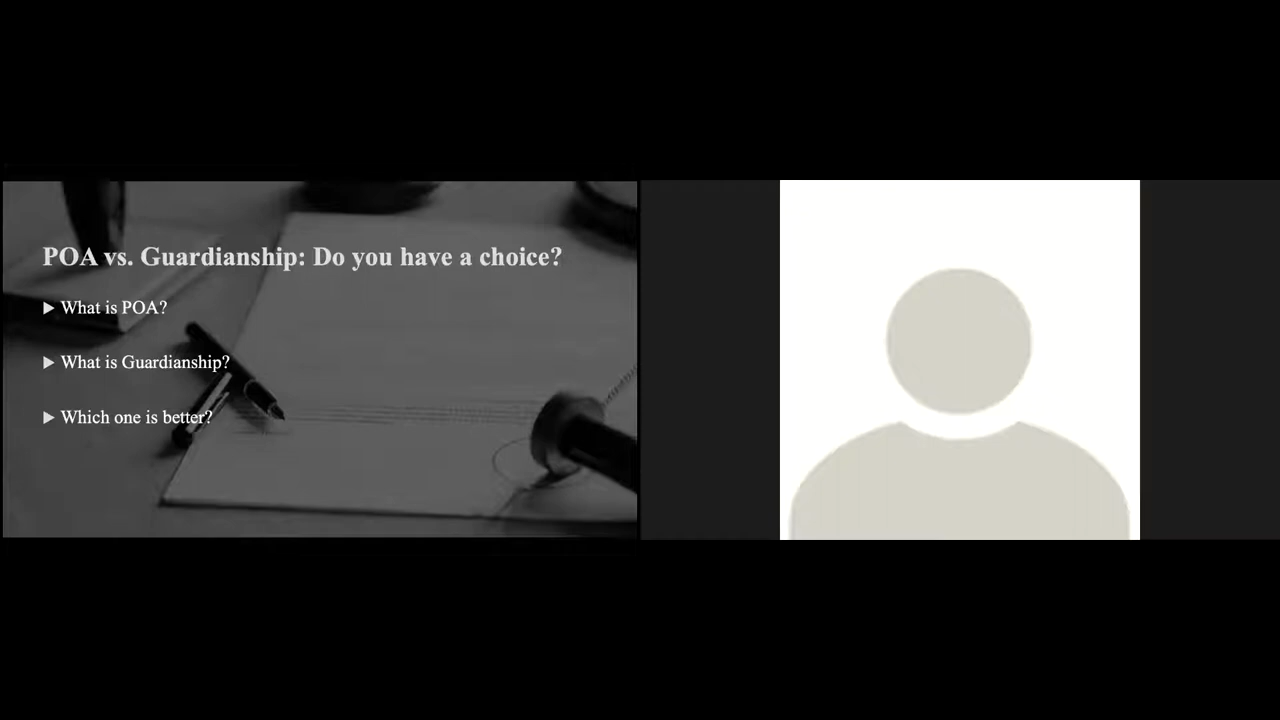 POA vs. Guardianship: Do you have a choice?
What is POA?
What is Guardianship?
Which one is better?